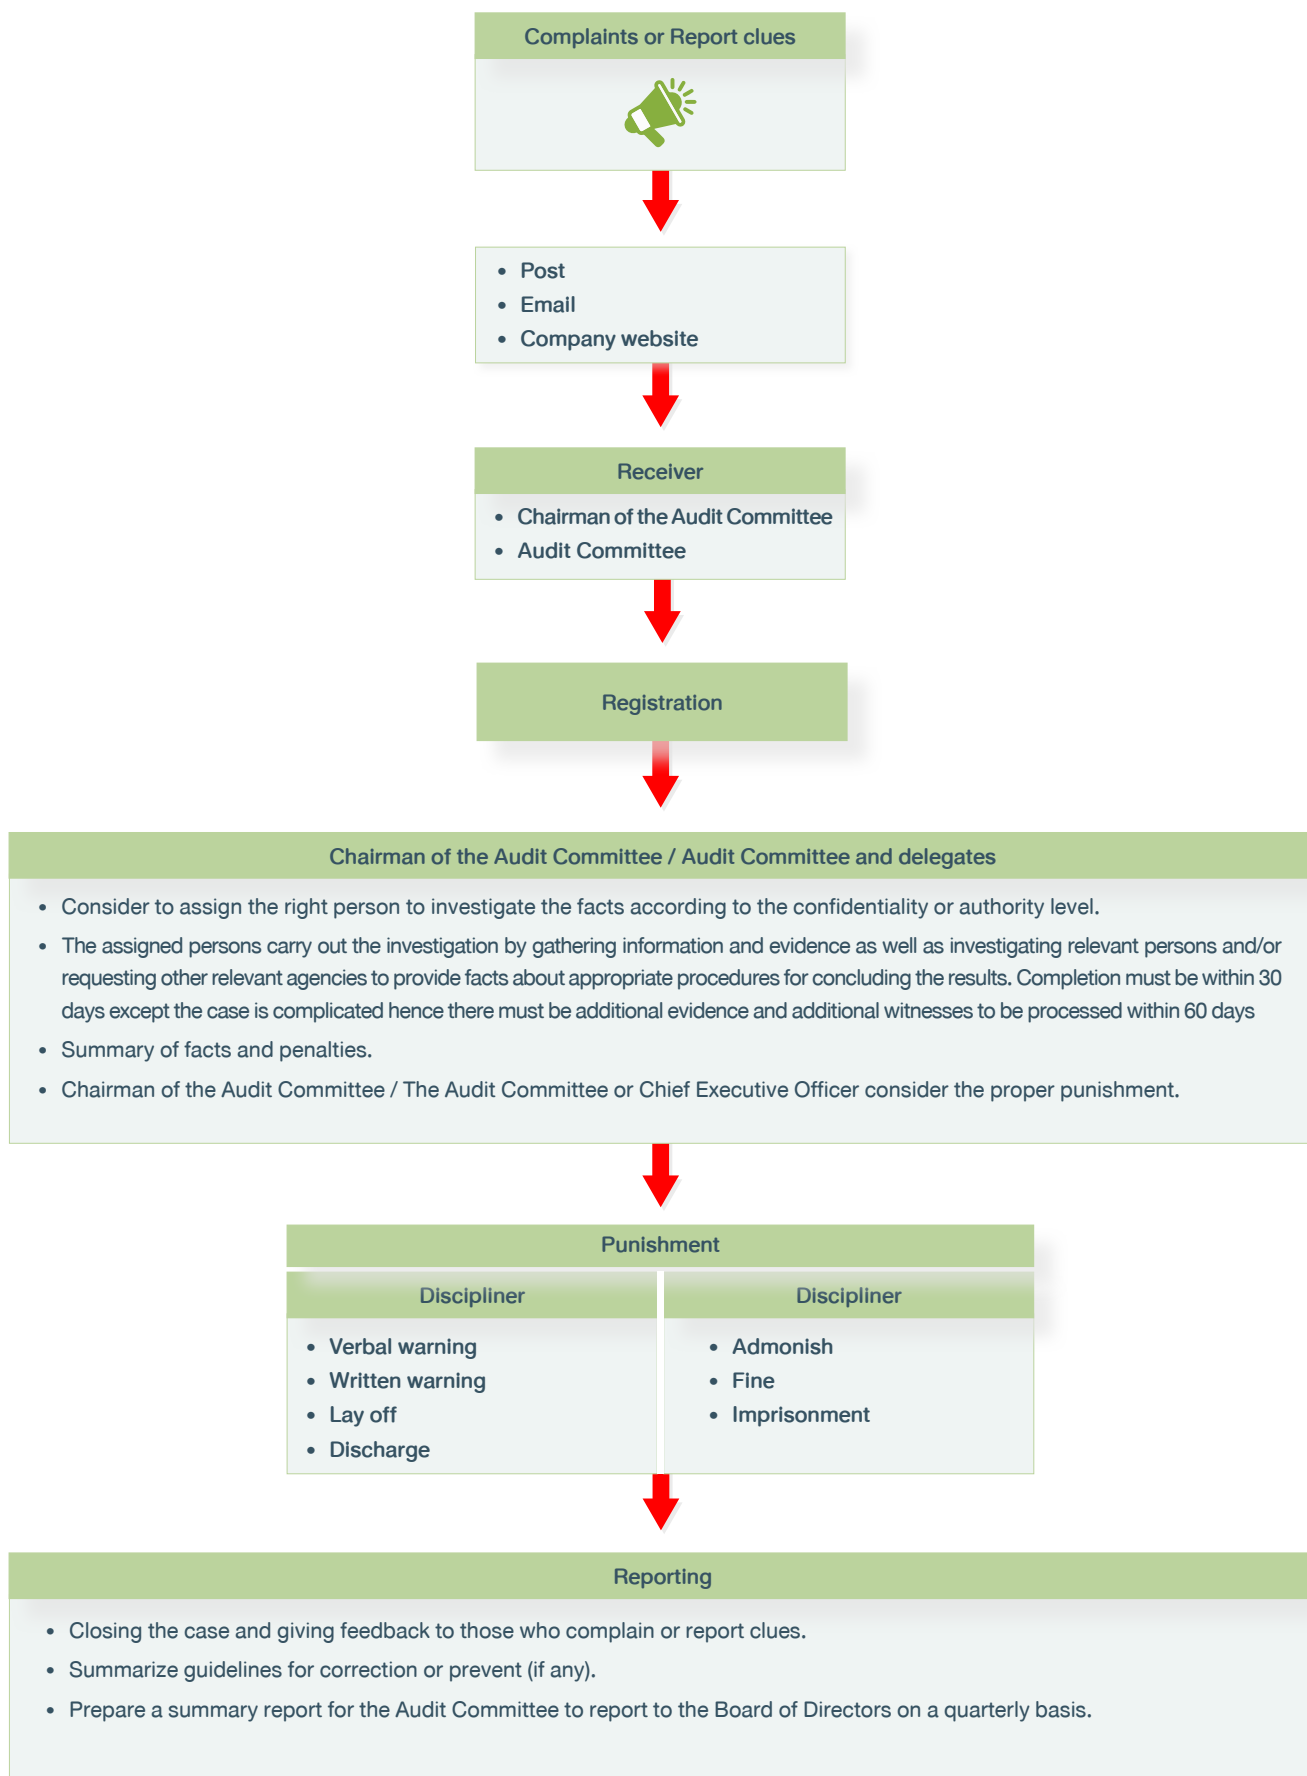 Complaints or Report clues
• Post
• Email
• Company website
Receiver
• Chairman of the Audit Committee
• Audit Committee
Registration
Chairman of the Audit Committee / Audit Committee and delegates
• Consider to assign the right person to investigate the facts according to the confidentiality or authority level.
• The assigned persons carry out the investigation by gathering information and evidence as well as investigating relevant persons and/or
requesting other relevant agencies to provide facts about appropriate procedures for concluding the results. Completion must be within 30
days except the case is complicated hence there must be additional evidence and additional witnesses to be processed within 60 days
• Summary of facts and penalties.
• Chairman of the Audit Committee / The Audit Committee or Chief Executive Officer consider the proper punishment.
Punishment
Discipliner
• Verbal warning
• Written warning
• Lay off
• Discharge
Discipliner
• Admonish
• Fine
• Imprisonment
Reporting
• Closing the case and giving feedback to those who complain or report clues.
• Summarize guidelines for correction or prevent (if any).
• Prepare a summary report for the Audit Committee to report to the Board of Directors on a quarterly basis.